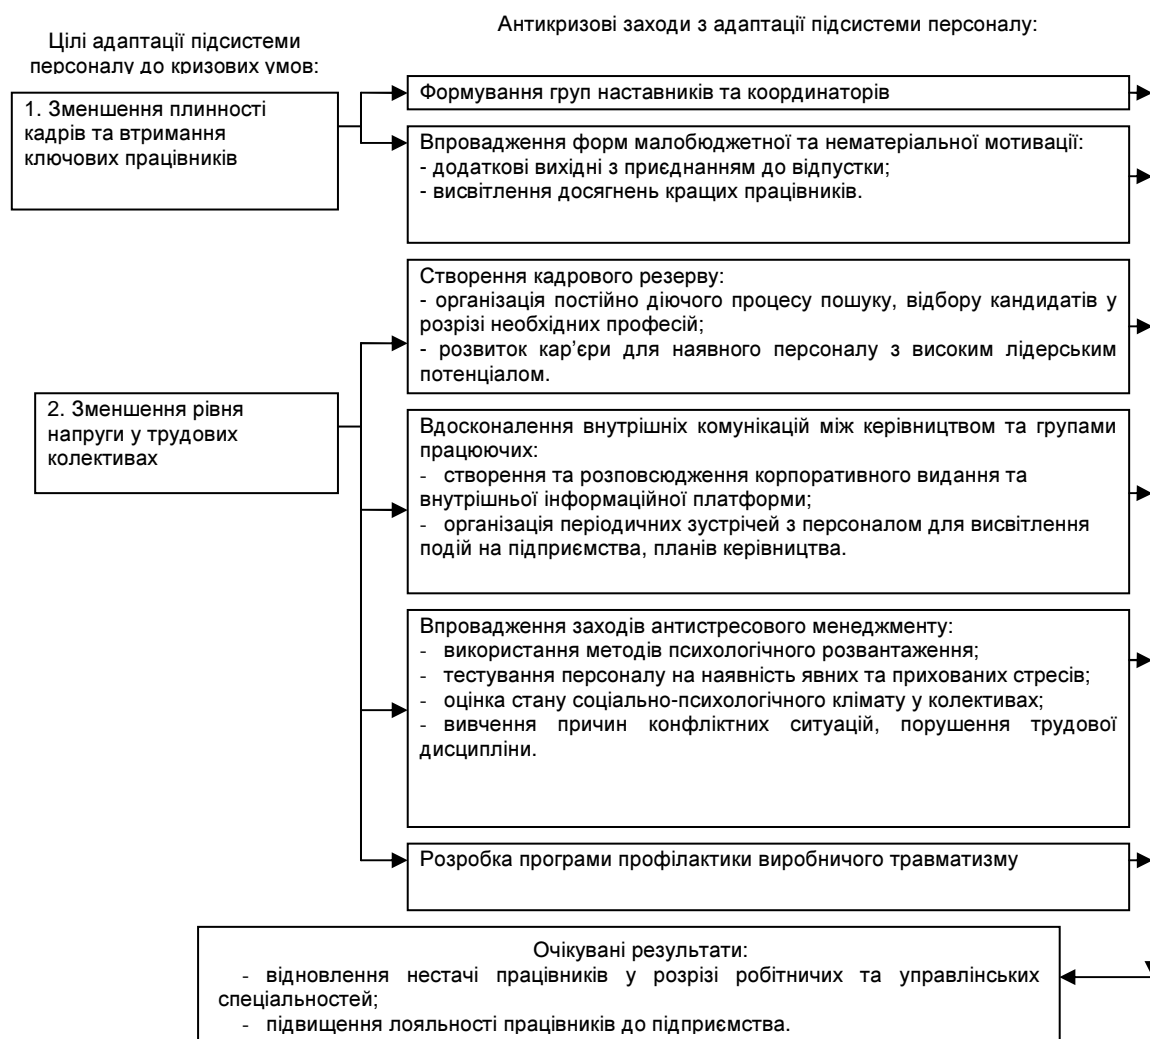 Цілі адаптації підсистеми
персоналу до кризових умов:
Антикризові заходи з адаптації підсистеми персоналу:
1. Зменшення плинності
кадрів та втримання
ключових працівників
Формування груп наставників та координаторів
Впровадження форм малобюджетної та нематеріальної мотивації:
- додаткові вихідні з приєднанням до відпустки;
- висвітлення досягнень кращих працівників.
Створення кадрового резерву:
- організація постійно діючого процесу пошуку, відбору кандидатів у
розрізі необхідних професій;
- розвиток кар’єри для наявного персоналу з високим лідерським
потенціалом.
2. Зменшення рівня
напруги у трудових
колективах
Вдосконалення внутрішніх комунікацій між керівництвом та групами
працюючих:
- створення та розповсюдження корпоративного видання та
внутрішньої інформаційної платформи;
- організація періодичних зустрічей з персоналом для висвітлення
подій на підприємства, планів керівництва.
Впровадження заходів антистресового менеджменту:
- використання методів психологічного розвантаження;
- тестування персоналу на наявність явних та прихованих стресів;
- оцінка стану соціально-психологічного клімату у колективах;
- вивчення причин конфліктних ситуацій, порушення трудової
дисципліни.
Розробка програми профілактики виробничого травматизму
Очікувані результати:
- відновлення нестачі працівників у розрізі робітничих та управлінських
спеціальностей;
- підвищення лояльності працівників до підприємства.